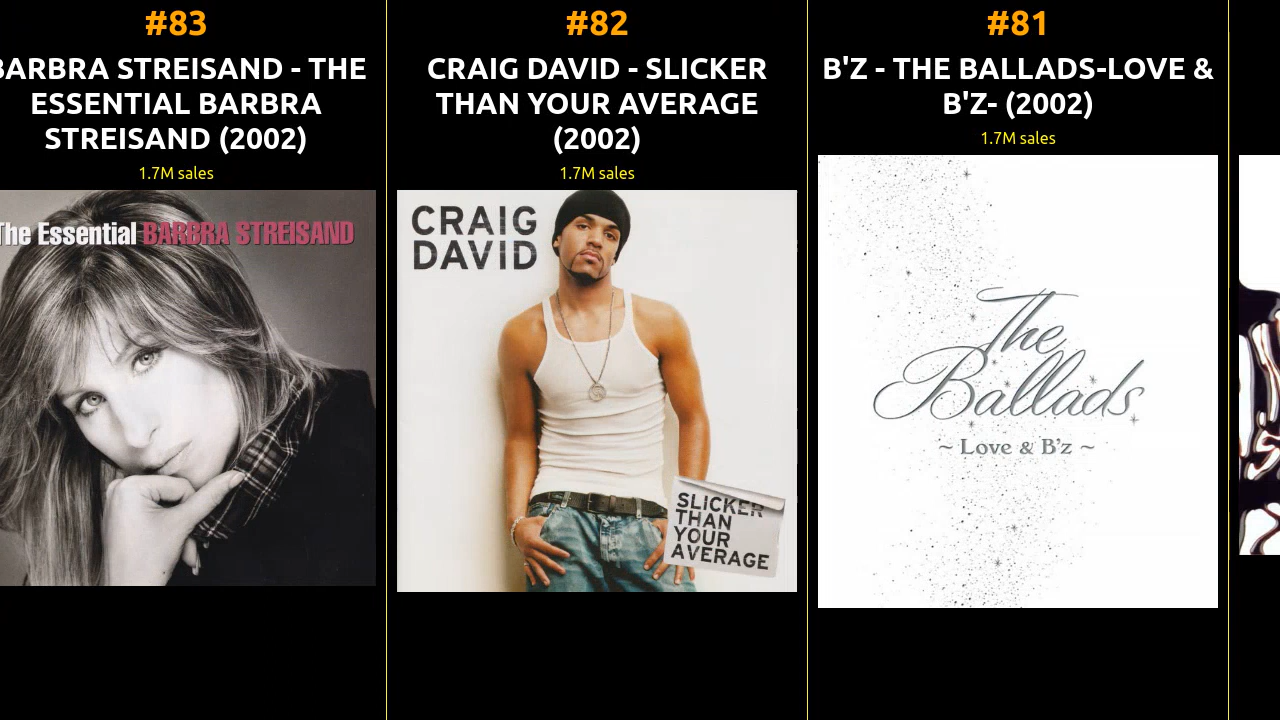 #83
BARBRA STREISAND - THE
ESSENTIAL BARBRA
STREISAND (2002)
1.7M sales
The Essential BARBRA STREISAND
#82
CRAIG DAVID - SLICKER
THAN YOUR AVERAGE
(2002)
1.7M sales
CRAIG
DAVID
SLICKER
THAN
YOUR
AVERAGE
#81
B'Z - THE BALLADS-LOVE &
B'Z- (2002)
1.7M sales
The
Ballads
~ Love & B'z ~